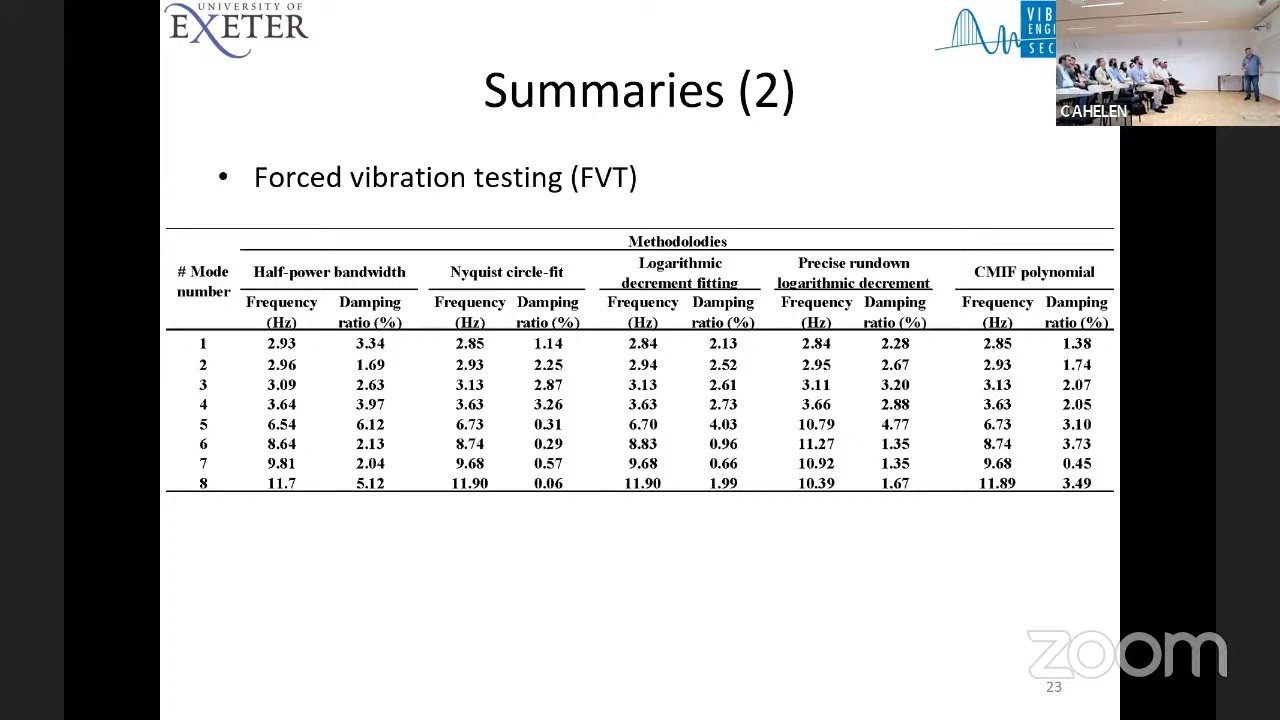 UNIVERSITY OF
EXETER
VIB
ENGI
SEC
CAHELEN
Summaries (2)
• Forced vibration testing (FVT)
Methodolodies
# Mode number Half-power bandwidth Nyquist circle-fit Logarithmic decrement fitting Precise rundown logarithmic decrement CMIF polynomial
Frequency (Hz) Damping ratio (%) Frequency (Hz) Damping ratio (%) Frequency (Hz) Damping ratio (%) Frequency (Hz) Damping ratio (%) Frequency (Hz) Damping ratio (%)
1 2.93 3.34 2.85 1.14 2.84 2.13 2.84 2.28 2.85 1.38
2 2.96 1.69 2.93 2.25 2.94 2.52 2.95 2.67 2.93 1.74
3 3.09 2.63 3.13 2.87 3.13 2.61 3.11 3.20 3.13 2.07
4 3.64 3.97 3.63 3.26 3.63 2.73 3.66 2.88 3.63 2.05
5 6.54 6.12 6.73 0.31 6.70 4.03 10.79 4.77 6.73 3.10
6 8.64 2.13 8.74 0.29 8.83 0.96 11.27 1.35 8.74 3.73
7 9.81 2.04 9.68 0.57 9.68 0.66 10.92 1.35 9.68 0.45
8 11.7 5.12 11.90 0.06 11.90 1.99 10.39 1.67 11.89 3.49
zoom
23